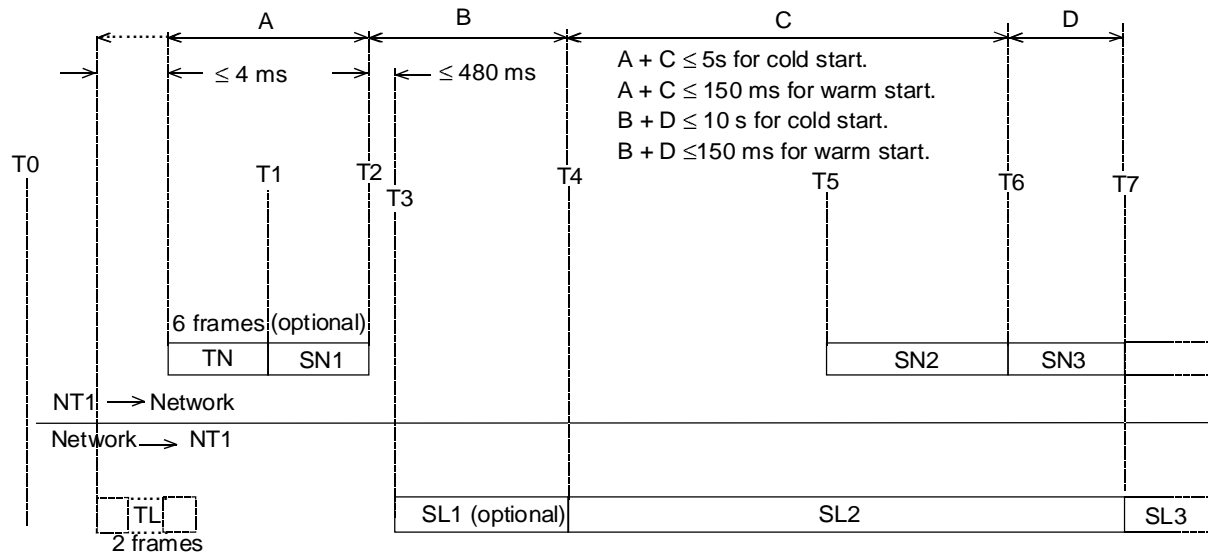 A B C D
≤ 4 ms ≤ 480 ms
A + C ≤ 5s for cold start.
A + C ≤ 150 ms for warm start.
B + D ≤ 10 s for cold start.
B + D ≤150 ms for warm start.
T0 T1 T2 T3 T4 T5 T6 T7
6 frames (optional)
TN SN1 SN2 SN3
NT1 → Network
Network → NT1
TL SL1 (optional) SL2 SL3
2 frames